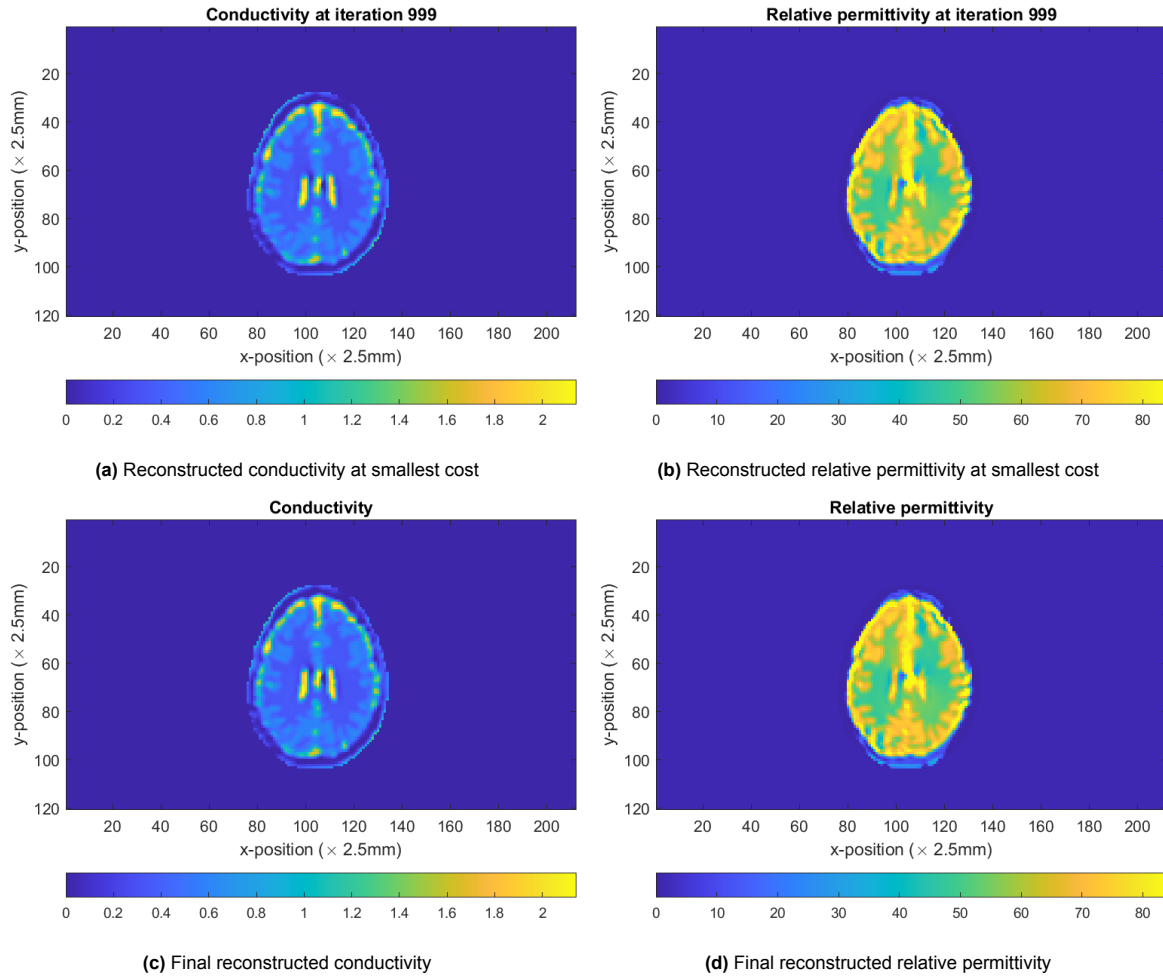 Conductivity at iteration 999
20
40
60
80
100
120
y-position (× 2.5mm)
20 40 60 80 100 120 140 160 180 200
x-position (× 2.5mm)
0 0.2 0.4 0.6 0.8 1 1.2 1.4 1.6 1.8 2
(a) Reconstructed conductivity at smallest cost
Relative permittivity at iteration 999
20
40
60
80
100
120
y-position (× 2.5mm)
20 40 60 80 100 120 140 160 180 200
x-position (× 2.5mm)
0 10 20 30 40 50 60 70 80
(b) Reconstructed relative permittivity at smallest cost
Conductivity
20
40
60
80
100
120
y-position (× 2.5mm)
20 40 60 80 100 120 140 160 180 200
x-position (× 2.5mm)
0 0.2 0.4 0.6 0.8 1 1.2 1.4 1.6 1.8 2
(c) Final reconstructed conductivity
Relative permittivity
20
40
60
80
100
120
y-position (× 2.5mm)
20 40 60 80 100 120 140 160 180 200
x-position (× 2.5mm)
0 10 20 30 40 50 60 70 80
(d) Final reconstructed relative permittivity